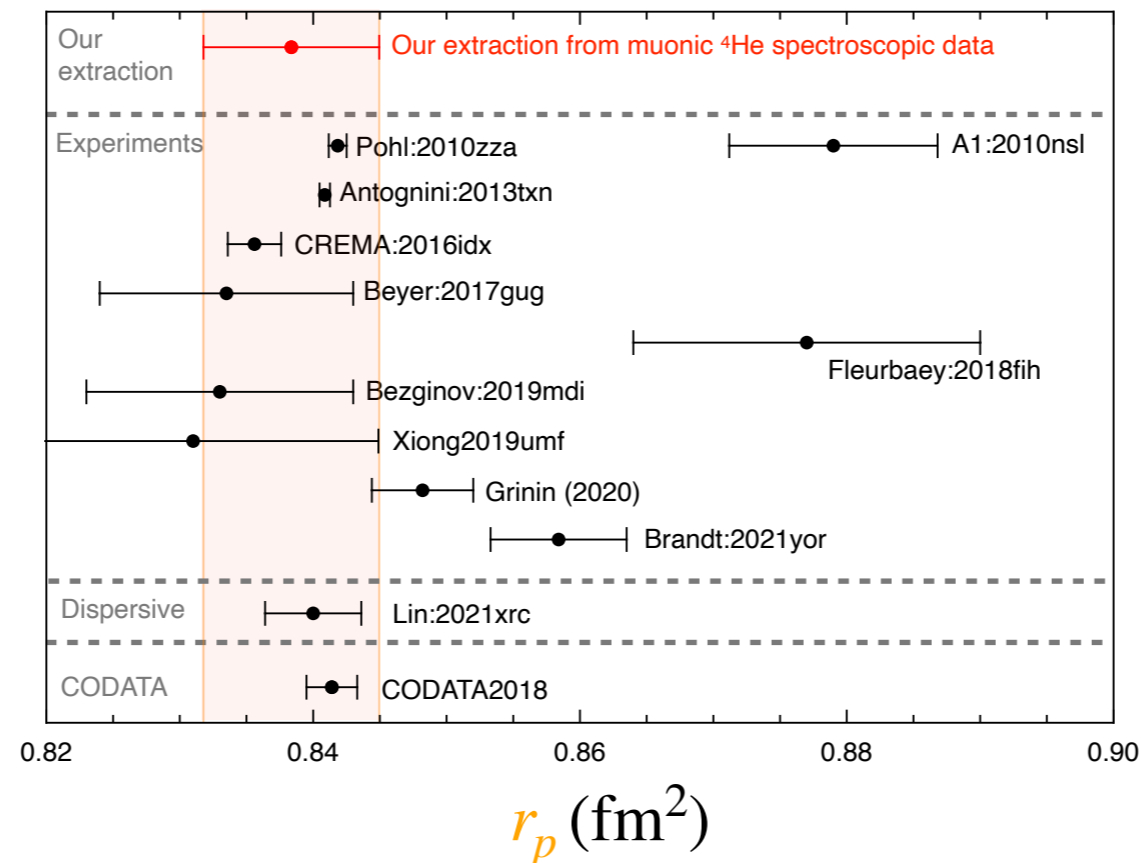 Our
extraction
Our extraction from muonic ⁴He spectroscopic data
Experiments
Pohl:2010zza
A1:2010nsl
Antognini:2013txn
CREMA:2016idx
Beyer:2017gug
Fleurbaey:2018fih
Bezginov:2019mdi
Xiong2019umf
Grinin (2020)
Brandt:2021yor
Dispersive
Lin:2021xrc
CODATA
CODATA2018
0.82 0.84 0.86 0.88 0.90
rₚ (fm²)